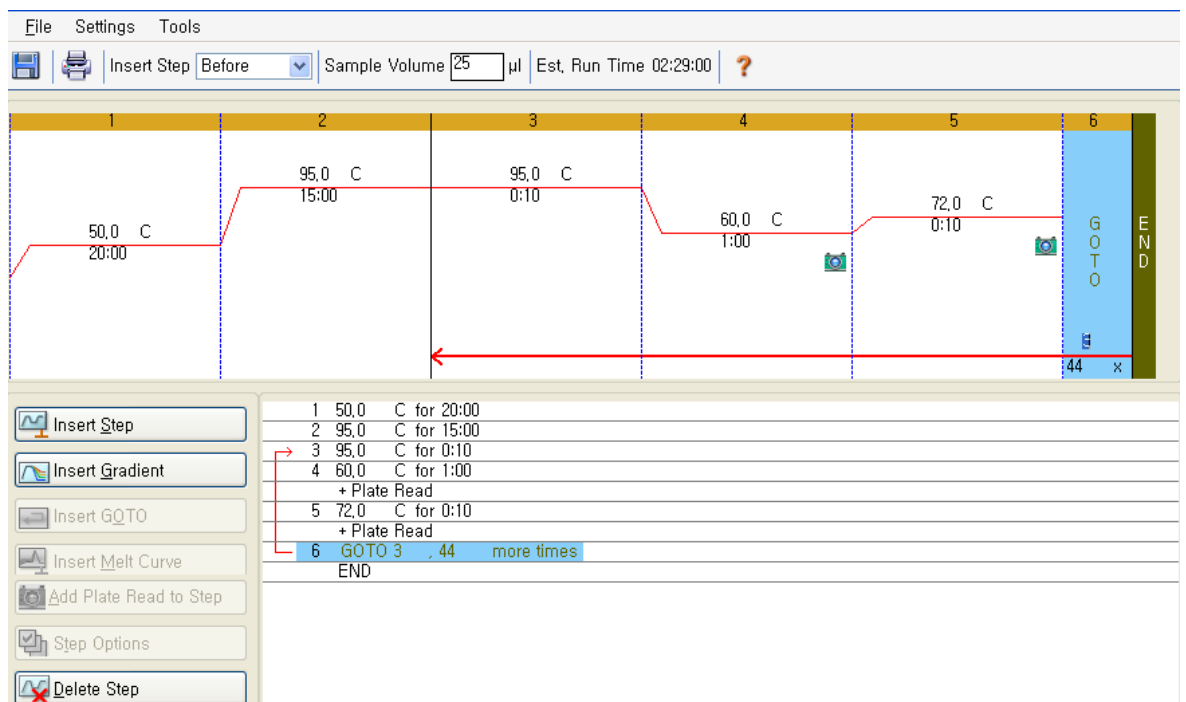 File Settings Tools
Insert Step Before Sample Volume 25 µl Est, Run Time 02:29:00 ?
1 2 3 4 5 6
95,0 C 95,0 C
15:00 0:10
72,0 C
0:10
60,0 C
1:00
50,0 C
20:00
GOTO
END
44 x
Insert Step
Insert Gradient
Insert GOTO
Insert Melt Curve
Add Plate Read to Step
Step Options
Delete Step
1 50,0 C for 20:00
2 95,0 C for 15:00
3 95,0 C for 0:10
4 60,0 C for 1:00
+ Plate Read
5 72,0 C for 0:10
+ Plate Read
6 GOTO 3 , 44 more times
END